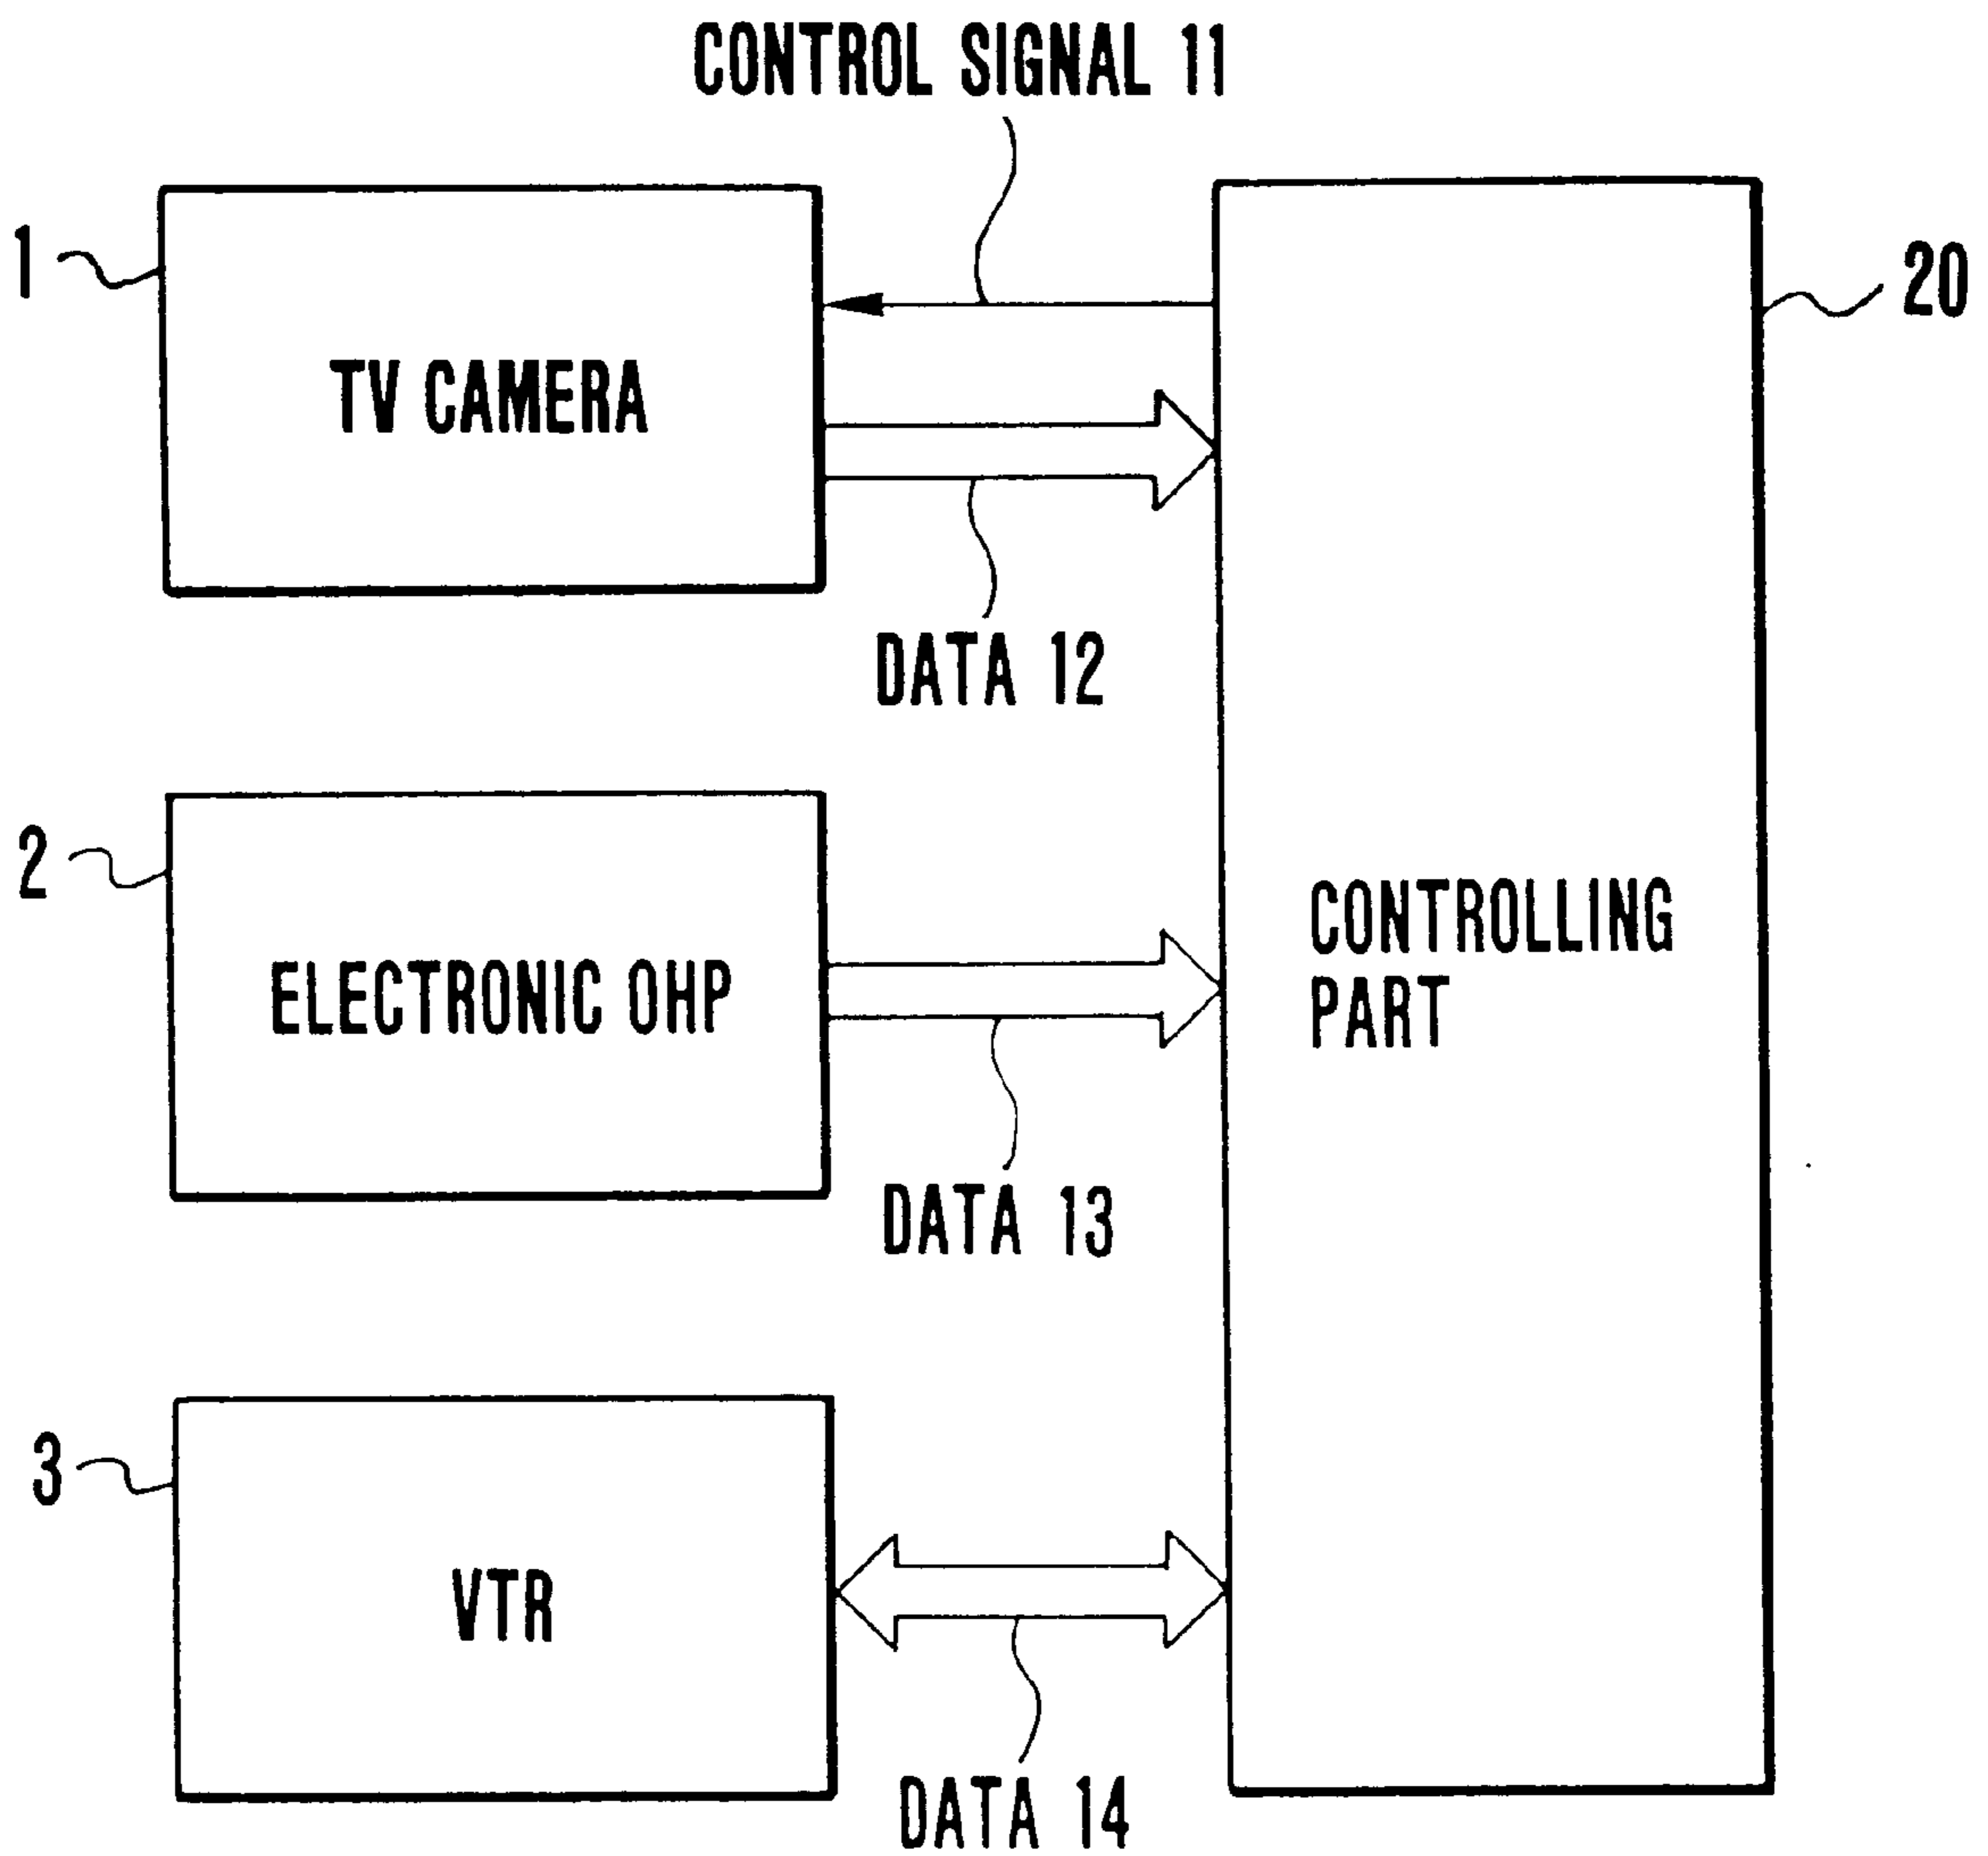 CONTROL SIGNAL 11
1
20
TV CAMERA
DATA 12
2
CONTROLLING
PART
ELECTRONIC OHP
DATA 13
3
VTR
DATA 14